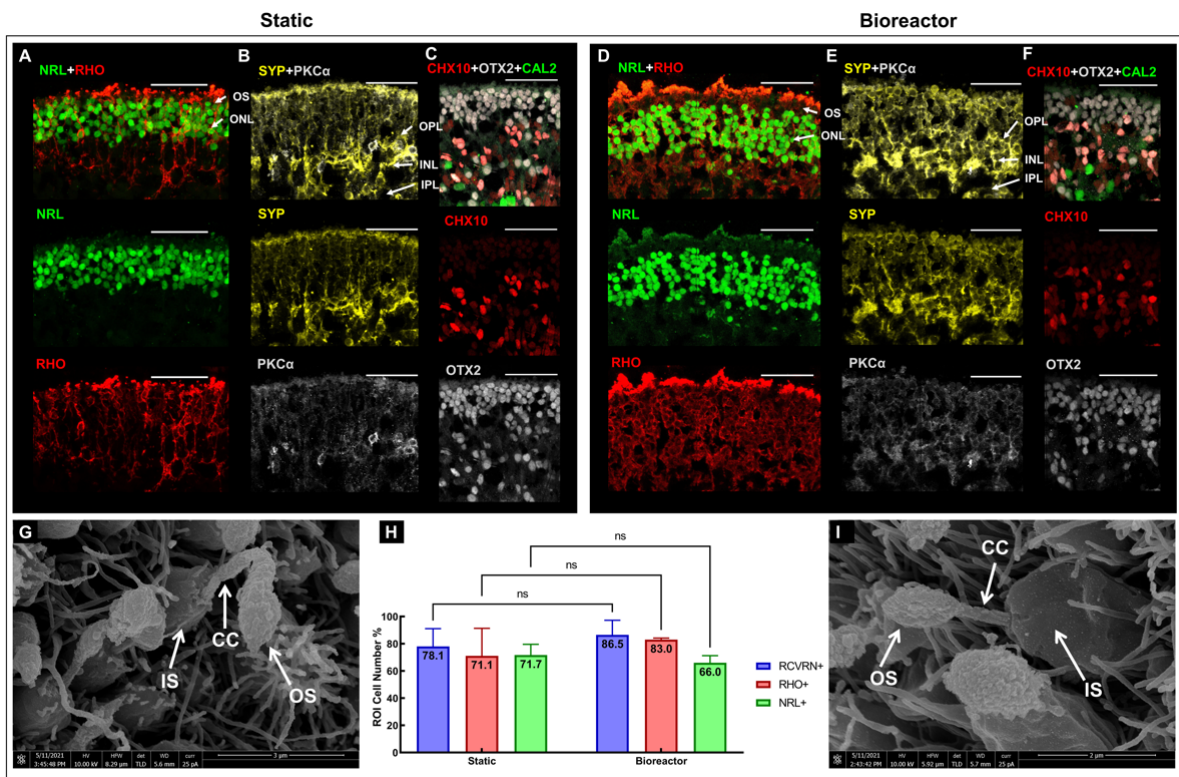 Static
Bioreactor
A
NRL+RHO
OS
ONL
NRL
RHO
B
SYP+PKCα
OPL
INL
IPL
SYP
PKCα
C
CHX10+OTX2+CAL2
CHX10
OTX2
D
NRL+RHO
OS
ONL
NRL
RHO
E
SYP+PKCα
OPL
INL
IPL
SYP
PKCα
F
CHX10+OTX2+CAL2
CHX10
OTX2
G
IS
CC
OS
5/11/2021 HV HFW det WD curr
3:45:48 PM 10.00 kV 8.29 µm TLD 5.6 mm 25 pA
H
ns
ns
ns
ROI Cell Number %
100
80
60
40
20
0
78.1
71.1
71.7
86.5
83.0
66.0
Static
Bioreactor
RCVRN+
RHO+
NRL+
I
CC
OS
IS
5/11/2021 HV HFW det WD curr
2:43:42 PM 10.00 kV 5.92 µm TLD 5.7 mm 25 pA
2 µm